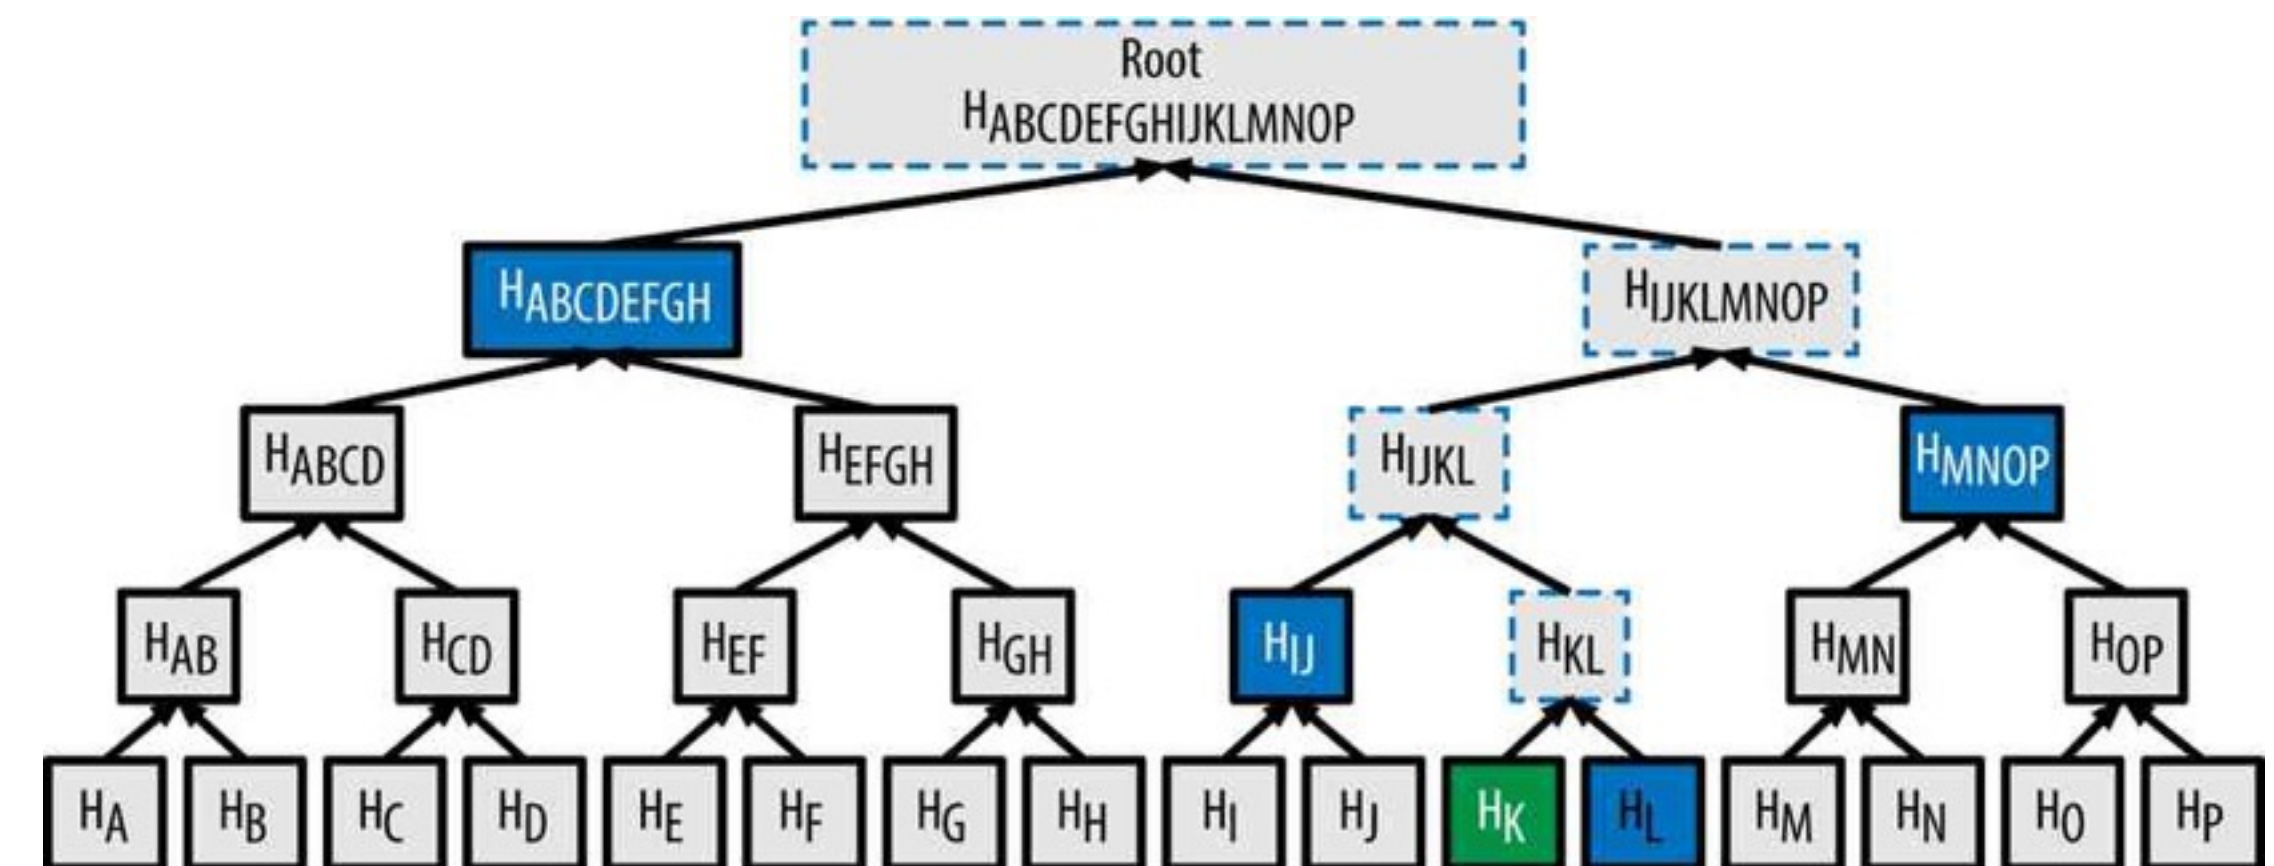 Root
HABCDEFGHIJKLMNOP
HABCDEFGH
HIJKLMNOP
HABCD
HEFGH
HIJKL
HMNOP
HAB
HCD
HEF
HGH
HIJ
HKL
HMN
HOP
HA
HB
HC
HD
HE
HF
HG
HH
HI
HJ
HK
HL
HM
HN
HO
HP